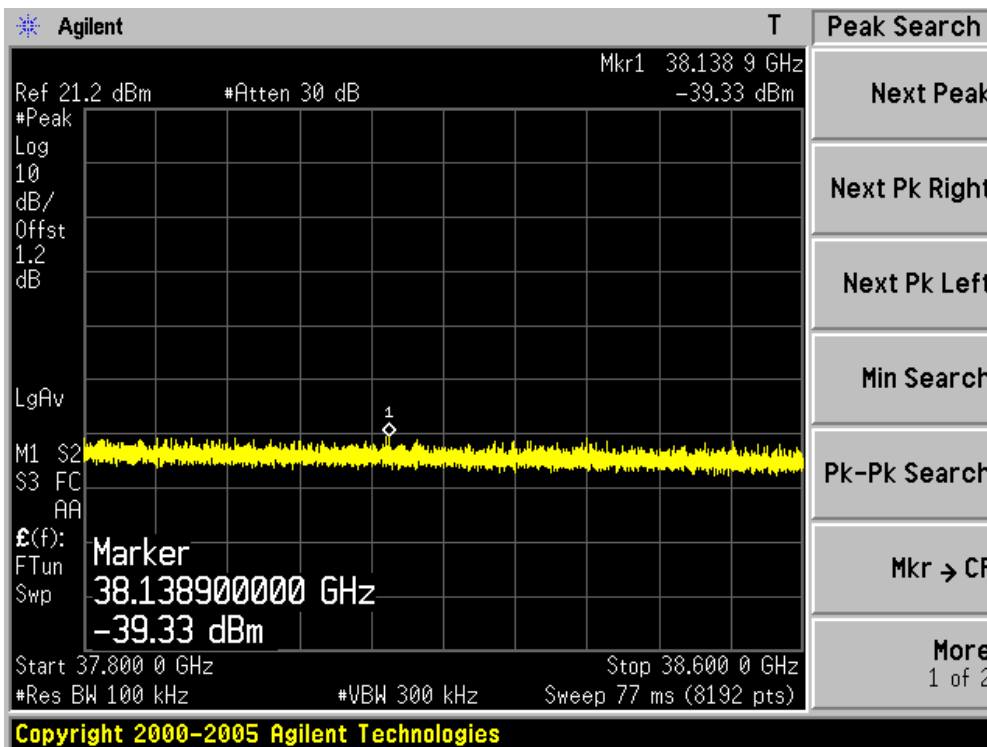 Agilent T
Peak Search
Mkr1 38.138 9 GHz
Ref 21.2 dBm #Atten 30 dB -39.33 dBm
#Peak
Log
10
dB/
Offst
1.2
dB
LgAv
1
M1 S2
S3 FC
AA
£(f):
FTun
Swp
Marker
38.138900000 GHz
-39.33 dBm
Start 37.800 0 GHz Stop 38.600 0 GHz
#Res BW 100 kHz #VBW 300 kHz Sweep 77 ms (8192 pts)
Copyright 2000-2005 Agilent Technologies
Next Peak
Next Pk Right
Next Pk Left
Min Search
Pk-Pk Search
Mkr → CF
More
1 of 2